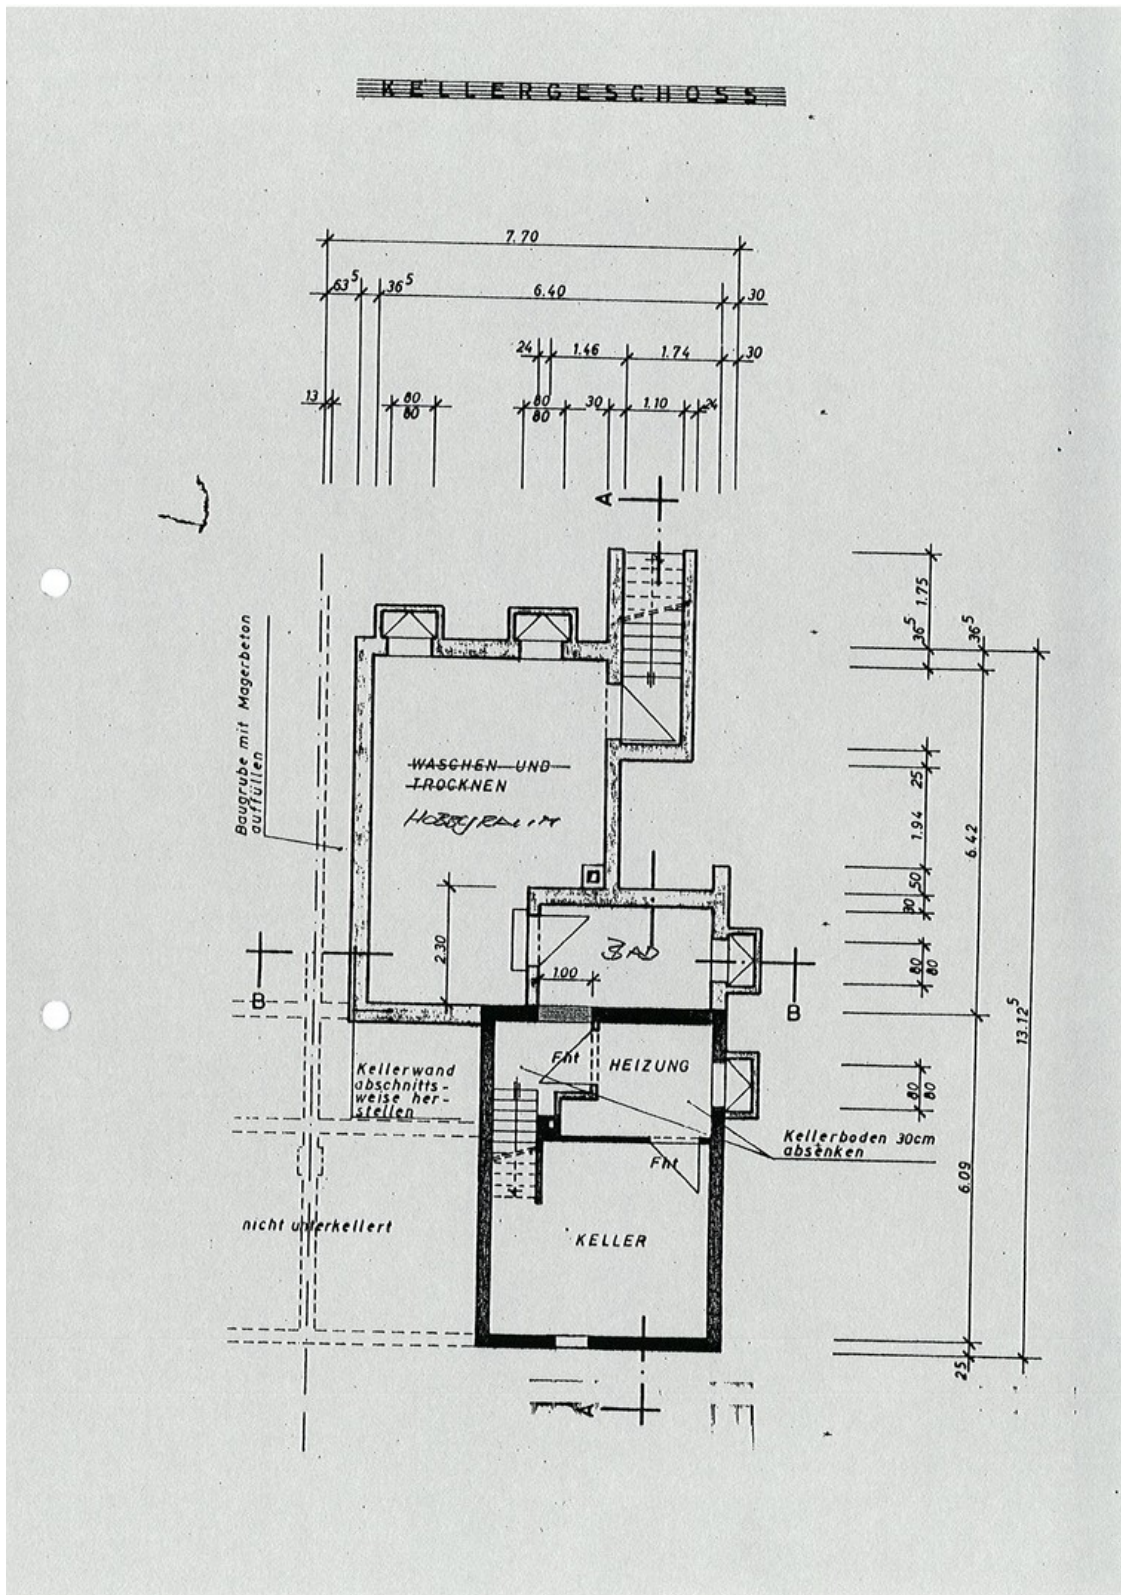 KELLERGESCHOSS
7.70
63⁵ 36⁵ 6.40 30
24 1.46 1.74 30
13 80 80 30 1.10 24
80 80
A
1.75
36⁵ 36⁵
Baugrube mit Magerbeton
auffüllen
WASCHEN UND
TROCKNEN
HOBBYRAUM
25
1.94
6.42
50
30
2.30
BAD
1.00
80
80
B B
13.12⁵
Kellerwand
abschnitts-
weise her-
stellen
Fht
HEIZUNG
80
80
Kellerboden 30cm
absenken
Fht
6.09
nicht unterkellert
KELLER
25
A